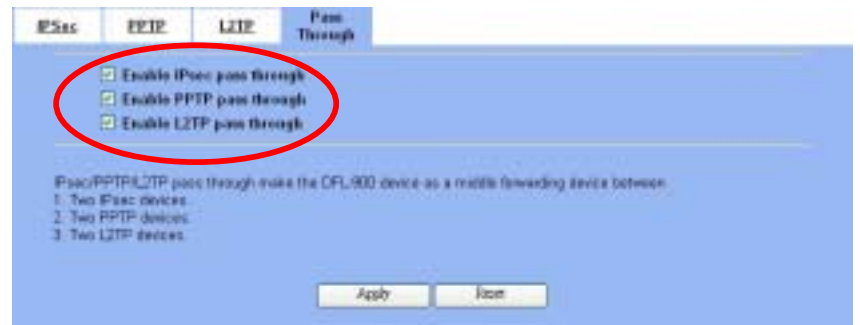 IPSec
PPTP
L2TP
Pass Through
Enable IPsec pass through
Enable PPTP pass through
Enable L2TP pass through
IPsec/PPTP/L2TP pass through make the DFL-900 device as a middle forwarding device between
1. Two IPsec devices.
2. Two PPTP devices.
3. Two L2TP devices.
Apply
Reset